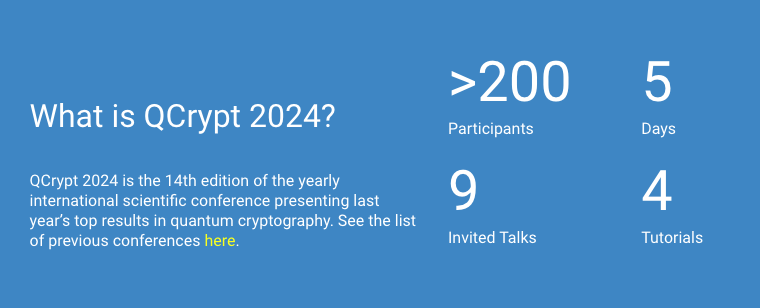 What is QCrypt 2024?
QCrypt 2024 is the 14th edition of the yearly
international scientific conference presenting last
year’s top results in quantum cryptography. See the list
of previous conferences here.
>200
Participants
5
Days
9
Invited Talks
4
Tutorials